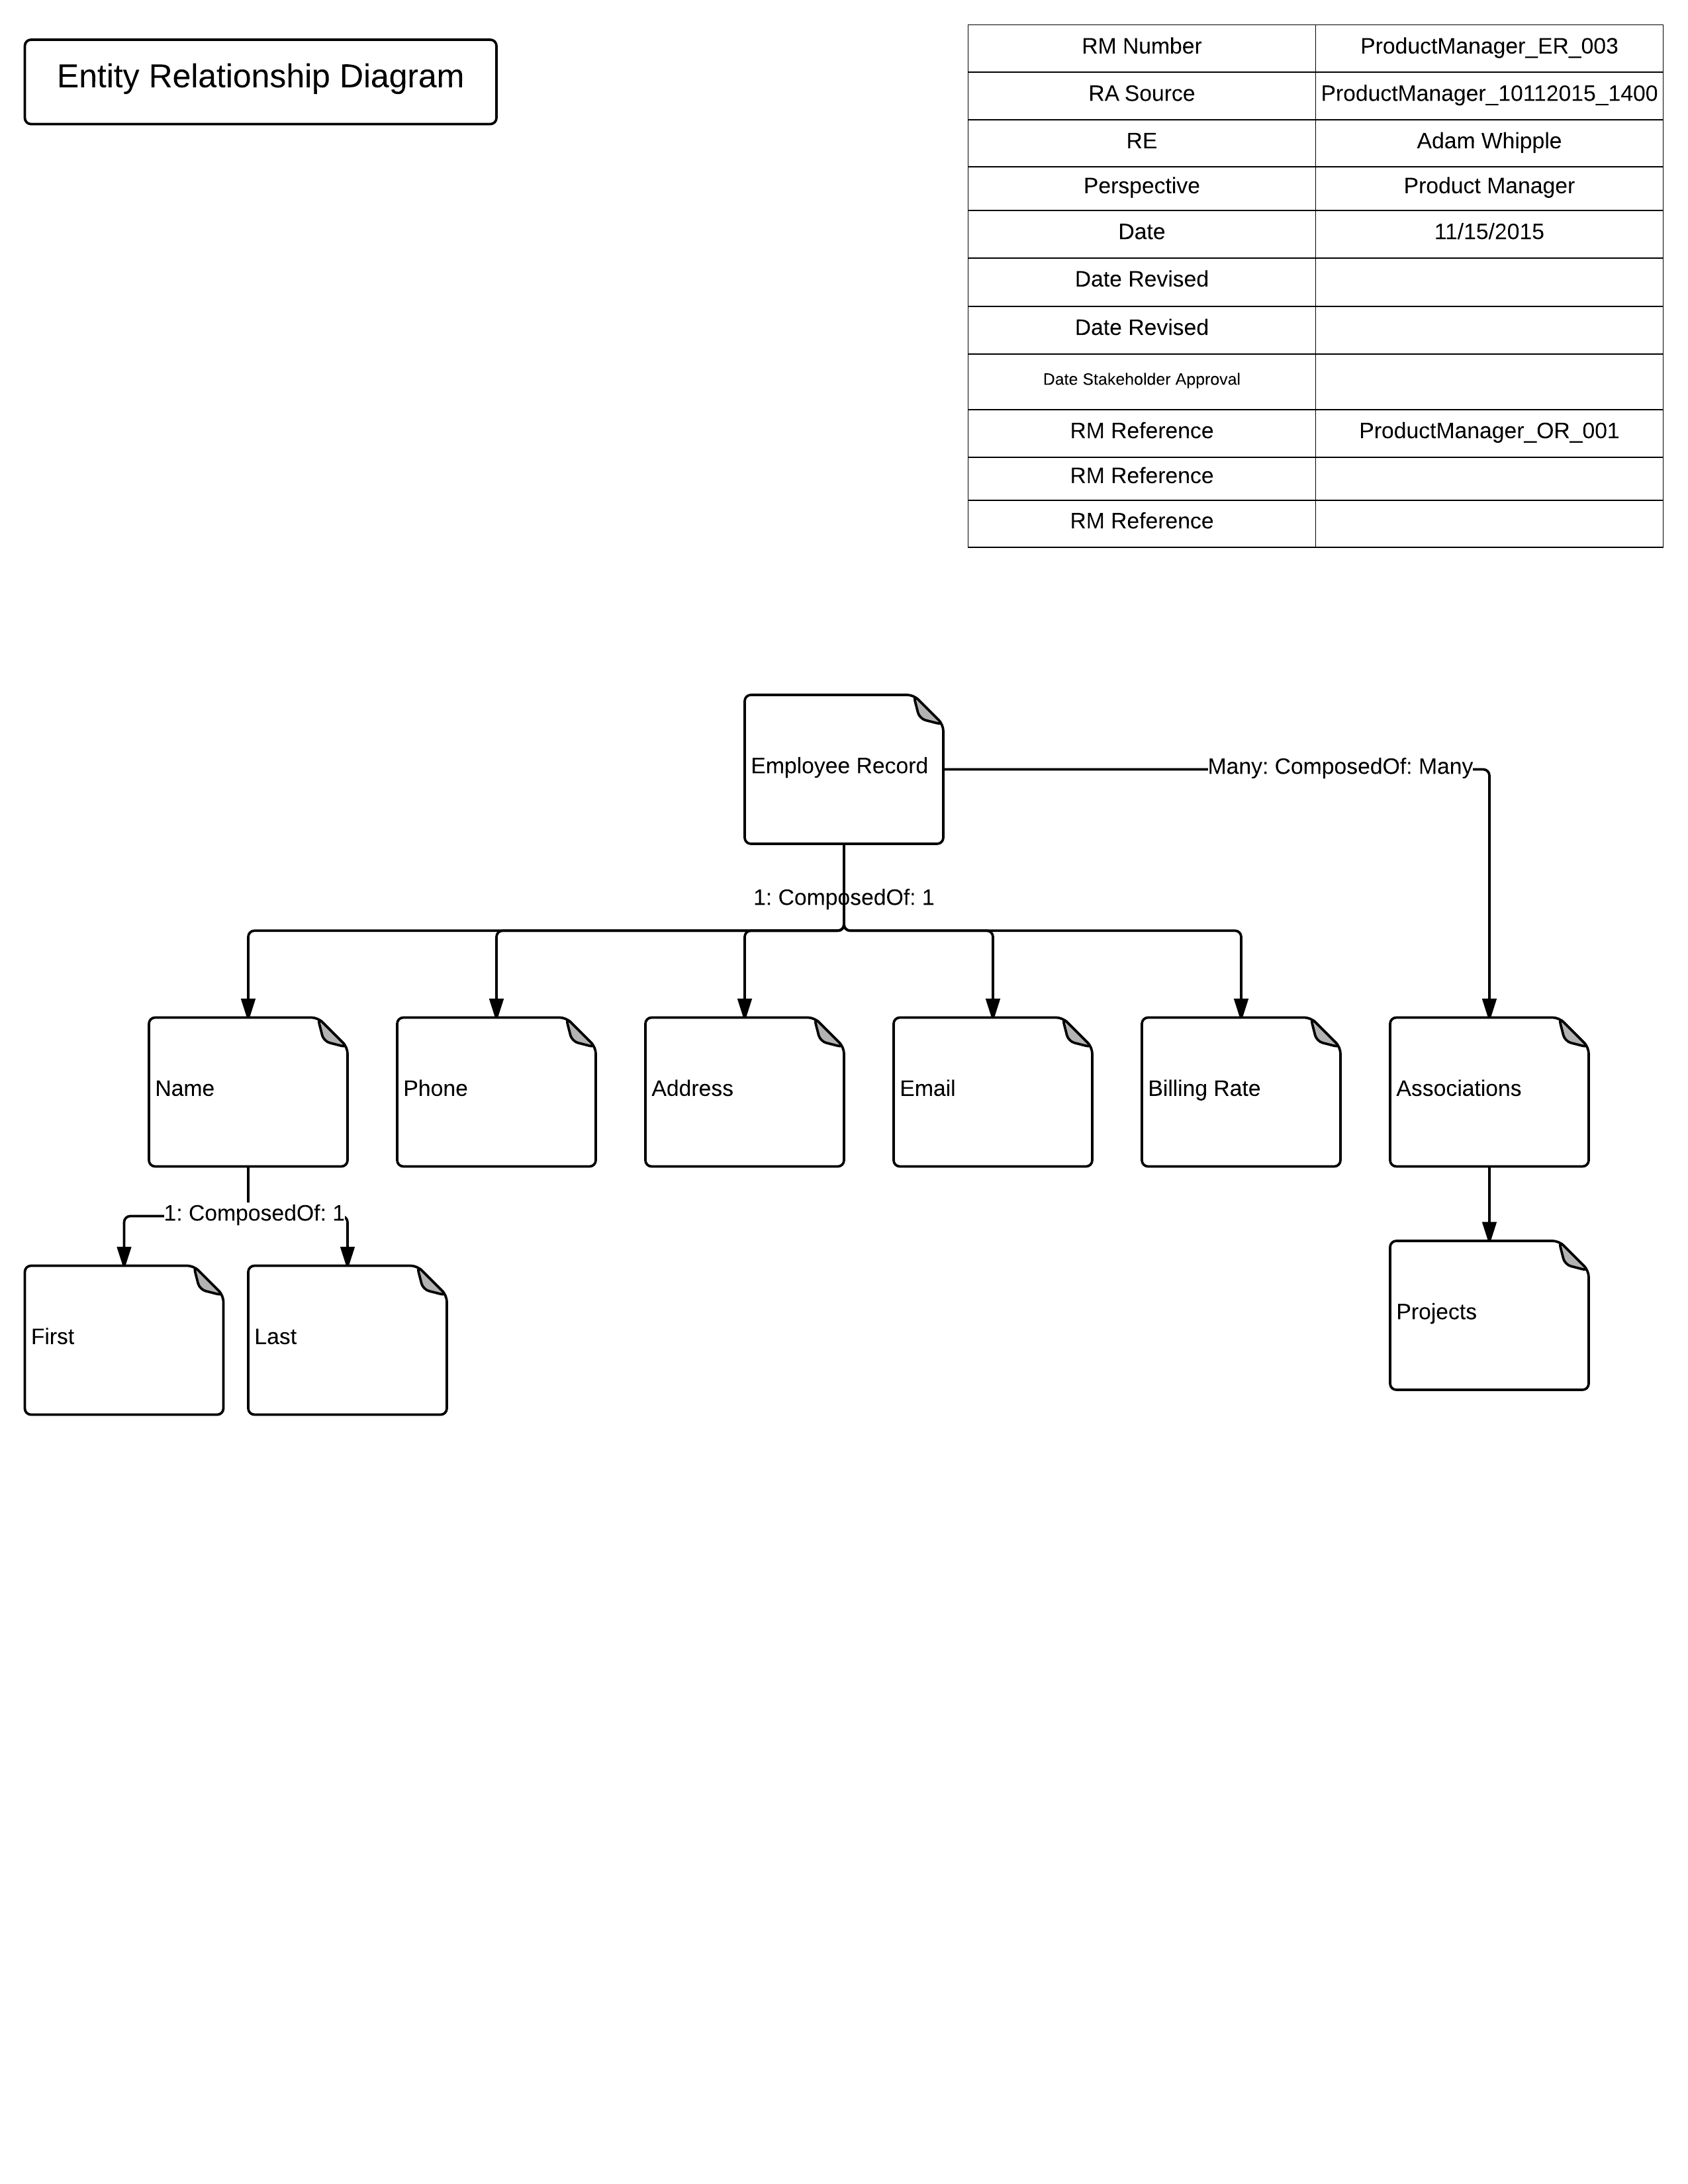 Entity Relationship Diagram
RM Number ProductManager_ER_003
RA Source ProductManager_10112015_1400
RE Adam Whipple
Perspective Product Manager
Date 11/15/2015
Date Revised
Date Revised
Date Stakeholder Approval
RM Reference ProductManager_OR_001
RM Reference
RM Reference
Employee Record
Many: ComposedOf: Many
1: ComposedOf: 1
Name
Phone
Address
Email
Billing Rate
Associations
1: ComposedOf: 1
First
Last
Projects